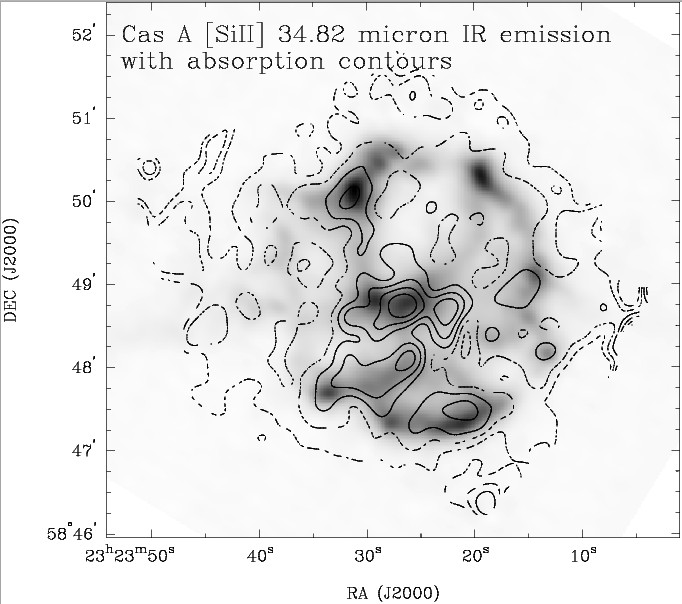 Cas A [SiII] 34.82 micron IR emission
with absorption contours
52'
51'
50'
49'
48'
47'
58°46'
23ʰ23ᵐ50ˢ 40ˢ 30ˢ 20ˢ 10ˢ
DEC (J2000)
RA (J2000)